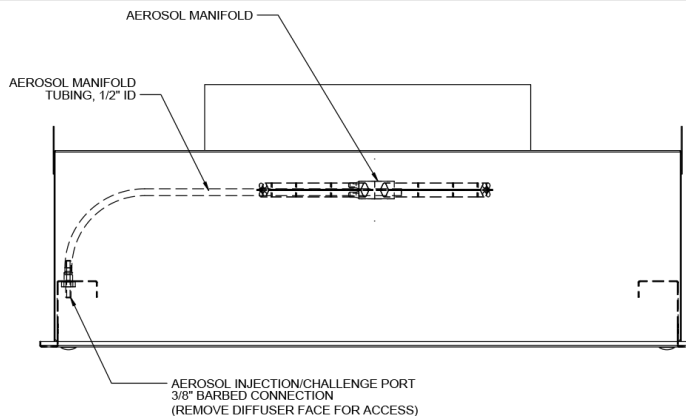 AEROSOL MANIFOLD
AEROSOL MANIFOLD
TUBING, 1/2" ID
AEROSOL INJECTION/CHALLENGE PORT
3/8" BARBED CONNECTION
(REMOVE DIFFUSER FACE FOR ACCESS)